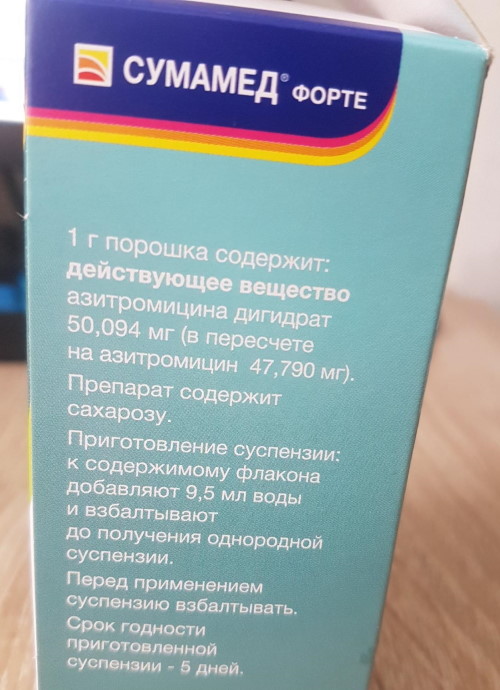 СУМАМЕД® ФОРТЕ
1 г порошка содержит:
действующее вещество
азитромицина дигидрат
50,094 мг (в пересчете
на азитромицин 47,790 мг).
Препарат содержит
сахарозу.
Приготовление суспензии:
к содержимому флакона
добавляют 9,5 мл воды
и взбалтывают
до получения однородной
суспензии.
Перед применением
суспензию взбалтывать.
Срок годности
приготовленной
суспензии - 5 дней.